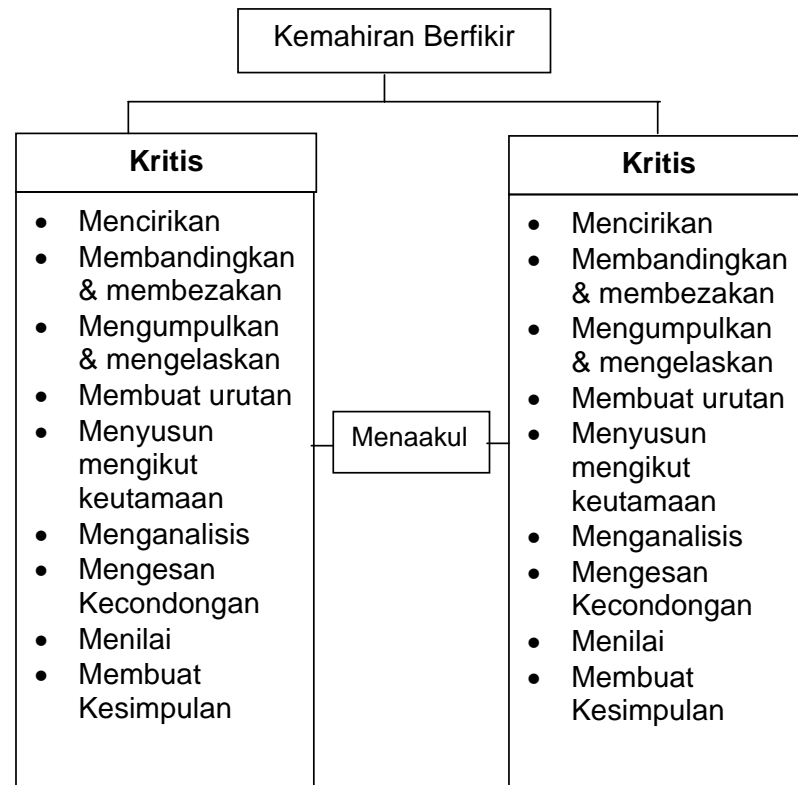 Kemahiran Berfikir
Kritis
• Mencirikan
• Membandingkan
& membezakan
• Mengumpulkan
& mengelaskan
• Membuat urutan
• Menyusun
mengikut
keutamaan
• Menganalisis
• Mengesan
Kecondongan
• Menilai
• Membuat
Kesimpulan
Menaakul
Kritis
• Mencirikan
• Membandingkan
& membezakan
• Mengumpulkan
& mengelaskan
• Membuat urutan
• Menyusun
mengikut
keutamaan
• Menganalisis
• Mengesan
Kecondongan
• Menilai
• Membuat
Kesimpulan